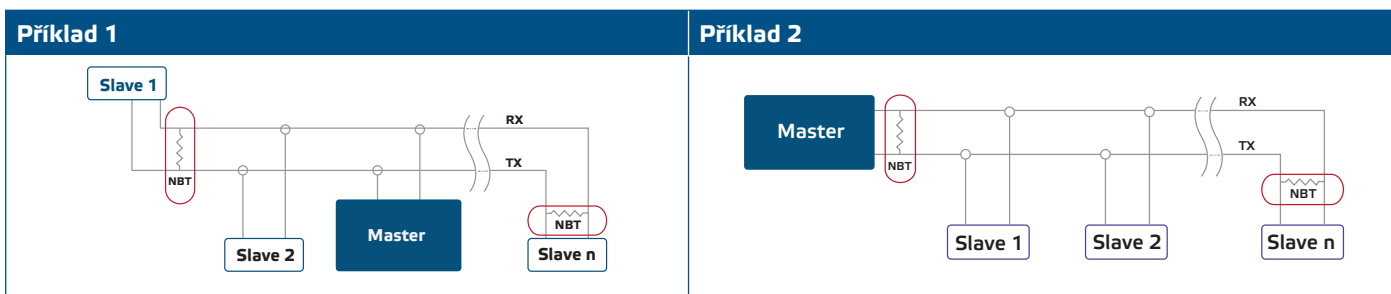 Příklad 1
Slave 1
RX
TX
NBT
NBT
Slave 2
Master
Slave n
Příklad 2
RX
Master
TX
NBT
NBT
Slave 1
Slave 2
Slave n